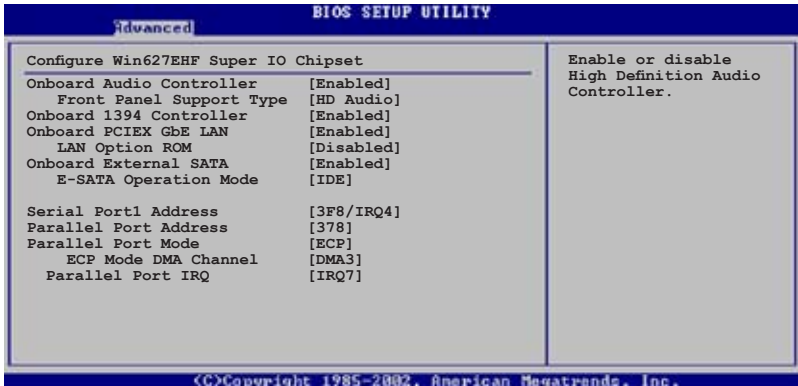 BIOS SETUP UTILITY
Advanced
Configure Win627EHF Super IO Chipset
Onboard Audio Controller [Enabled]
Front Panel Support Type [HD Audio]
Onboard 1394 Controller [Enabled]
Onboard PCIEX GbE LAN [Enabled]
LAN Option ROM [Disabled]
Onboard External SATA [Enabled]
E-SATA Operation Mode [IDE]
Serial Port1 Address [3F8/IRQ4]
Parallel Port Address [378]
Parallel Port Mode [ECP]
ECP Mode DMA Channel [DMA3]
Parallel Port IRQ [IRQ7]
Enable or disable
High Definition Audio
Controller.
(C)Copyright 1985-2002, American Megatrends, Inc.